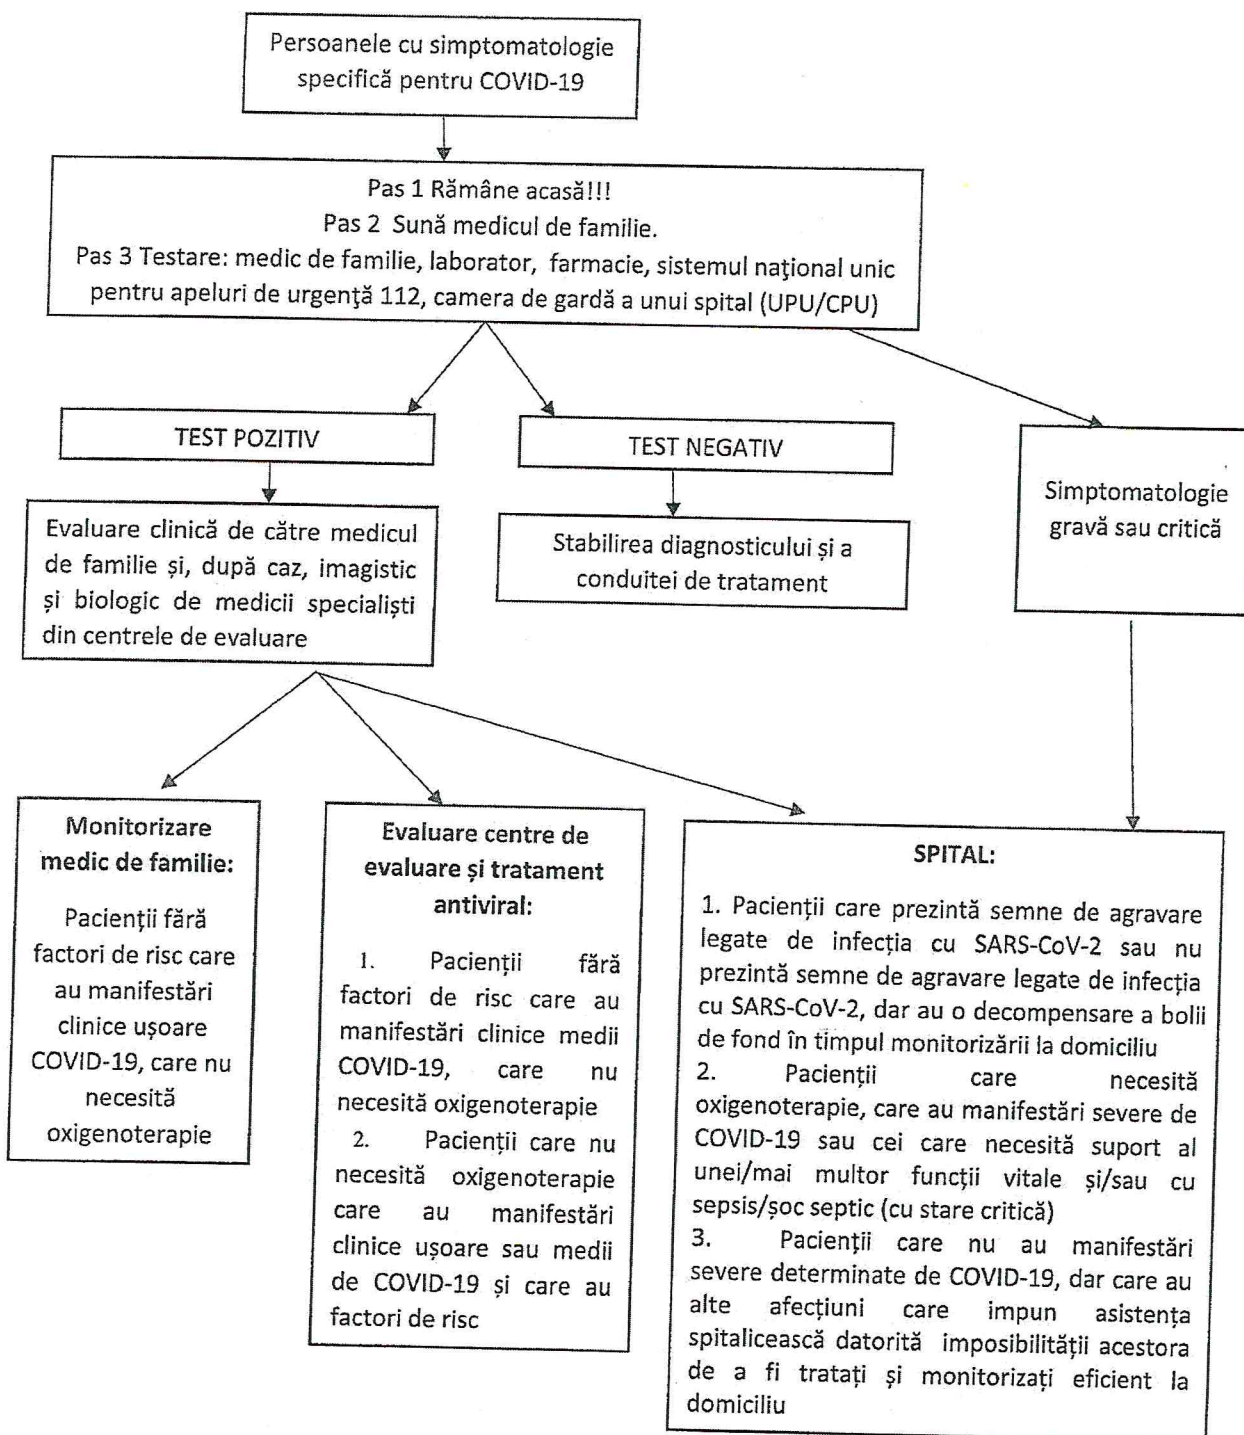 Persoanele cu simptomatologie
specifică pentru COVID-19
Pas 1 Rămâne acasă!!!
Pas 2 Sună medicul de familie.
Pas 3 Testare: medic de familie, laborator, farmacie, sistemul naţional unic
pentru apeluri de urgenţă 112, camera de gardă a unui spital (UPU/CPU)
TEST POZITIV
TEST NEGATIV
Simptomatologie
gravă sau critică
Evaluare clinică de către medicul
de familie și, după caz, imagistic
și biologic de medicii specialiști
din centrele de evaluare
Stabilirea diagnosticului și a
conduitei de tratament
Monitorizare
medic de familie:
Pacienții fără
factori de risc care
au manifestări
clinice ușoare
COVID-19, care nu
necesită
oxigenoterapie
Evaluare centre de
evaluare și tratament
antiviral:
1. Pacienții fără
factori de risc care au
manifestări clinice medii
COVID-19, care nu
necesită oxigenoterapie
2. Pacienții care nu
necesită oxigenoterapie
care au manifestări
clinice ușoare sau medii
de COVID-19 și care au
factori de risc
SPITAL:
1. Pacienții care prezintă semne de agravare
legate de infecția cu SARS-CoV-2 sau nu
prezintă semne de agravare legate de infecția
cu SARS-CoV-2, dar au o decompensare a bolii
de fond în timpul monitorizării la domiciliu
2. Pacienții care necesită
oxigenoterapie, care au manifestări severe de
COVID-19 sau cei care necesită suport al
unei/mai multor funcții vitale și/sau cu
sepsis/șoc septic (cu stare critică)
3. Pacienții care nu au manifestări
severe determinate de COVID-19, dar care au
alte afecțiuni care impun asistența
spitalicească datorită imposibilității acestora
de a fi tratați și monitorizați eficient la
domiciliu